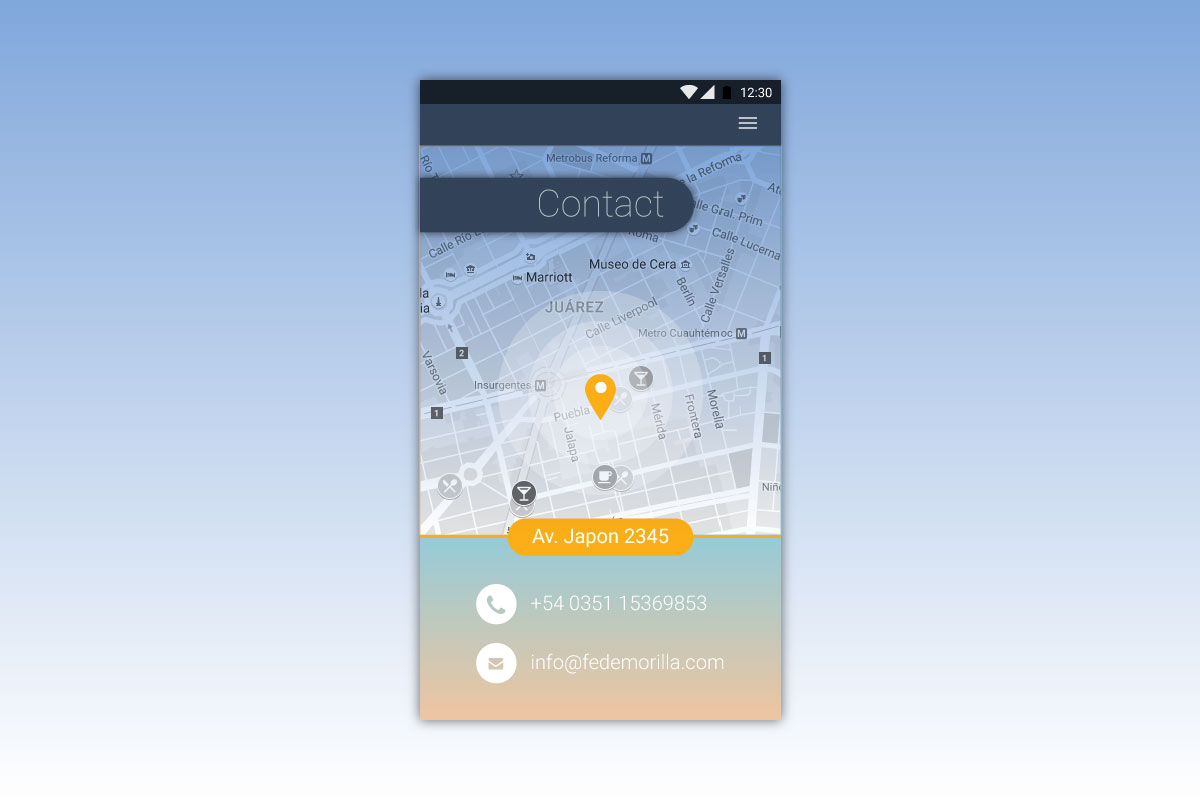 12:30
Metrobus Reforma M
la Reforma
Contact
Calle Gral. Prim
Roma
Calle Lucerna
Calle Río
Museo de Cera
Marriott
Berlín
Calle Versalles
JUÁREZ
Calle Liverpool
Metro Cuauhtémoc M
2
1
Varsovia
Insurgentes M
1
Puebla
Jalapa
Mérida
Frontera
Morelia
Av. Japon 2345
+54 0351 15369853
info@fedemorilla.com